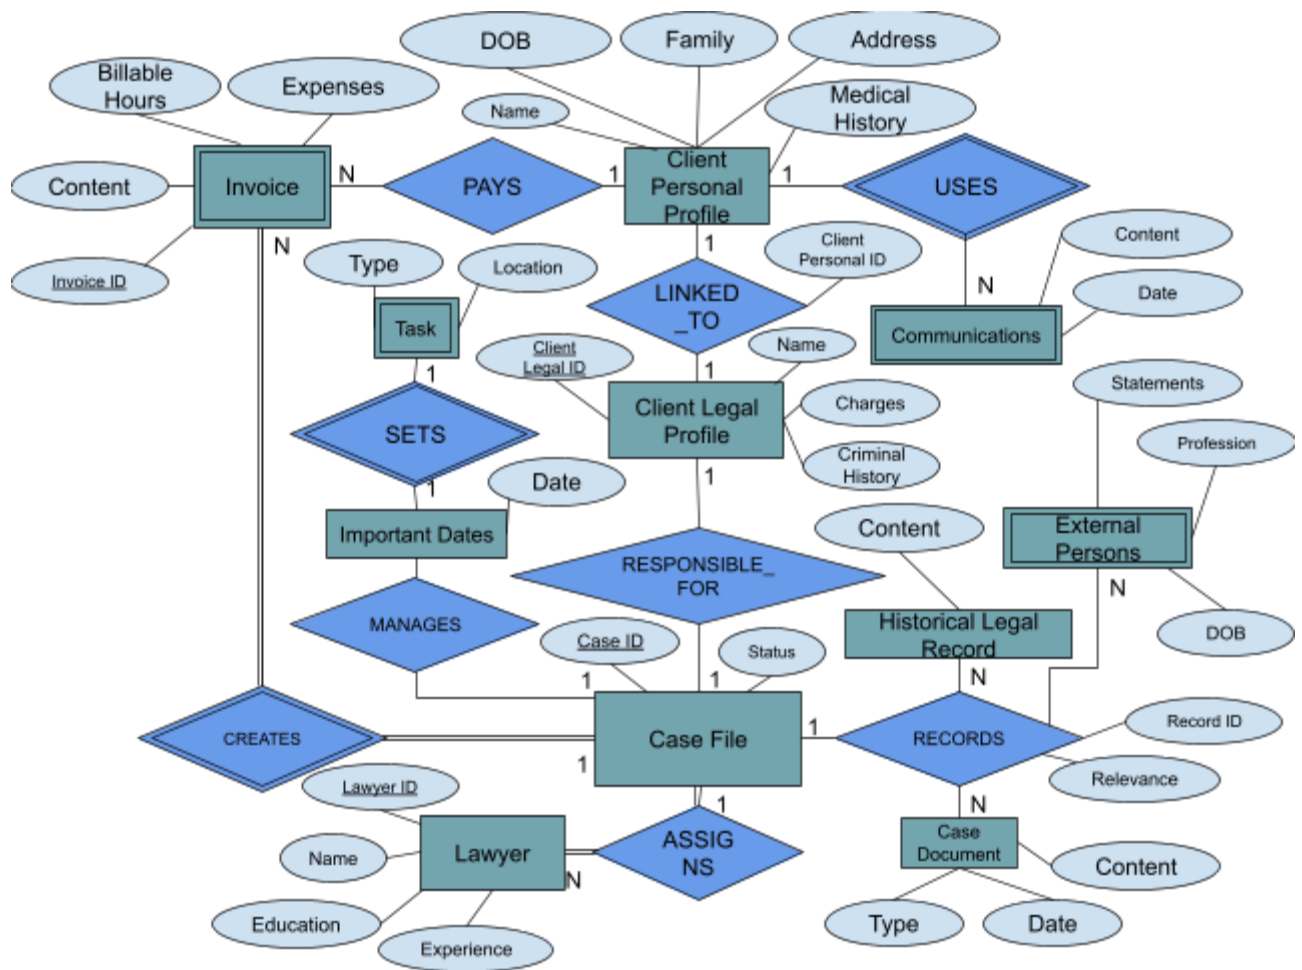 DOB
Family
Address
Billable
Hours
Expenses
Name
Medical
History
Content
Invoice
N
PAYS
1
Client
Personal
Profile
1
USES
Invoice ID
N
Type
Location
1
Client
Personal ID
Content
N
Date
Task
LINKED
_TO
Communications
1
Client
Legal ID
1
Name
Statements
SETS
Client Legal
Profile
Charges
Profession
1
Criminal
History
1
Date
Important Dates
Content
External
Persons
RESPONSIBLE_
FOR
N
MANAGES
Historical Legal
Record
DOB
Case ID
Status
1
1
N
CREATES
Case File
1
RECORDS
Record ID
1
Relevance
Lawyer ID
1
N
Name
Lawyer
N
ASSIG
NS
Case
Document
Content
Education
Experience
Type
Date